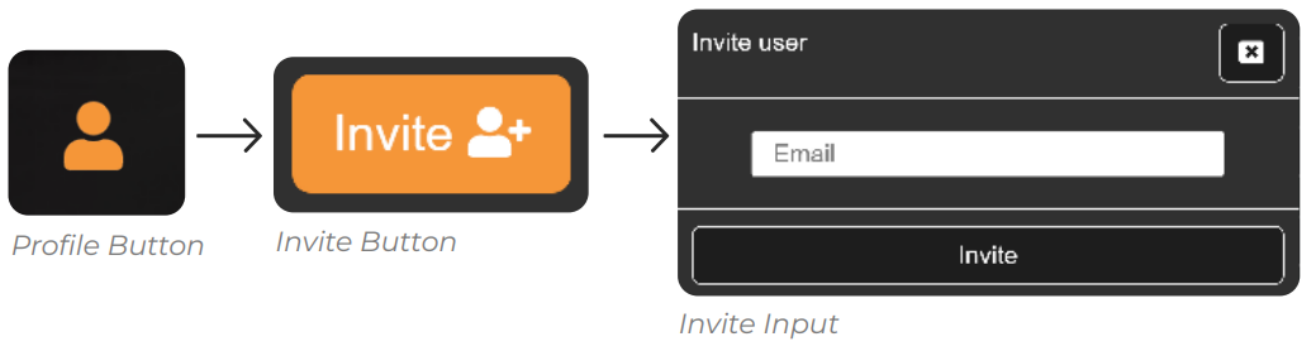 Invite
Invite user
Email
Invite
Profile Button
Invite Button
Invite Input